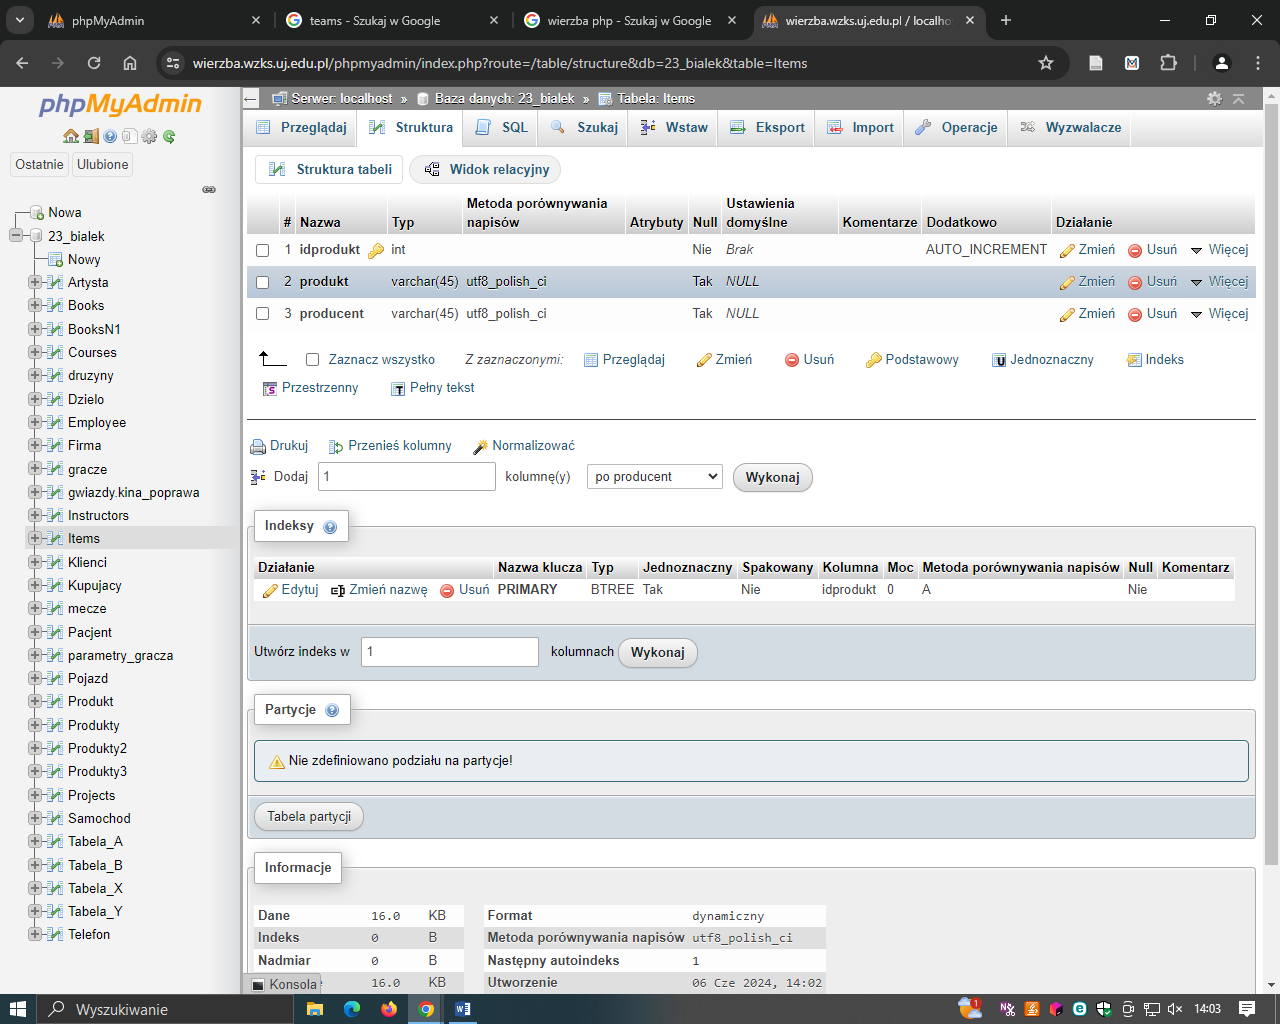 phpMyAdmin
teams - Szukaj w Google
wierzba php - Szukaj w Google
wierzba.wzks.uj.edu.pl / localho
wierzba.wzks.uj.edu.pl/phpmyadmin/index.php?route=/table/structure&db=23_bialek&table=Items
phpMyAdmin
Ostatnie Ulubione
Nowa
23_bialek
Nowy
Artysta
Books
BooksN1
Courses
druzyny
Dzielo
Employee
Firma
gracze
gwiazdy.kina_poprawa
Instructors
Items
Klienci
Kupujacy
mecze
Pacjent
parametry_gracza
Pojazd
Produkt
Produkty
Produkty2
Produkty3
Projects
Samochod
Tabela_A
Tabela_B
Tabela_X
Tabela_Y
Telefon
Serwer: localhost » Baza danych: 23_bialek » Tabela: Items
Przeglądaj Struktura SQL Szukaj Wstaw Eksport Import Operacje Wyzwalacze
Struktura tabeli Widok relacyjny
# Nazwa Typ Metoda porównywania napisów Atrybuty Null Ustawienia domyślne Komentarze Dodatkowo Działanie
1 idprodukt int Nie Brak AUTO_INCREMENT Zmień Usuń Więcej
2 produkt varchar(45) utf8_polish_ci Tak NULL Zmień Usuń Więcej
3 producent varchar(45) utf8_polish_ci Tak NULL Zmień Usuń Więcej
Zaznacz wszystko Z zaznaczonymi: Przeglądaj Zmień Usuń Podstawowy Jednoznaczny Indeks
Przestrzenny Pełny tekst
Drukuj Przenieś kolumny Normalizować
Dodaj 1 kolumnę(y) po producent Wykonaj
Indeksy
Działanie Nazwa klucza Typ Jednoznaczny Spakowany Kolumna Moc Metoda porównywania napisów Null Komentarz
Edytuj Zmień nazwę Usuń PRIMARY BTREE Tak Nie idprodukt 0 A Nie
Utwórz indeks w 1 kolumnach Wykonaj
Partycje
Nie zdefiniowano podziału na partycje!
Tabela partycji
Informacje
Dane 16.0 KB
Indeks 0 B
Nadmiar 0 B
16.0 KB
Format dynamiczny
Metoda porównywania napisów utf8_polish_ci
Następny autoindeks 1
Utworzenie 06 Cze 2024, 14:02
Konsola
Wyszukiwanie
1
14:03